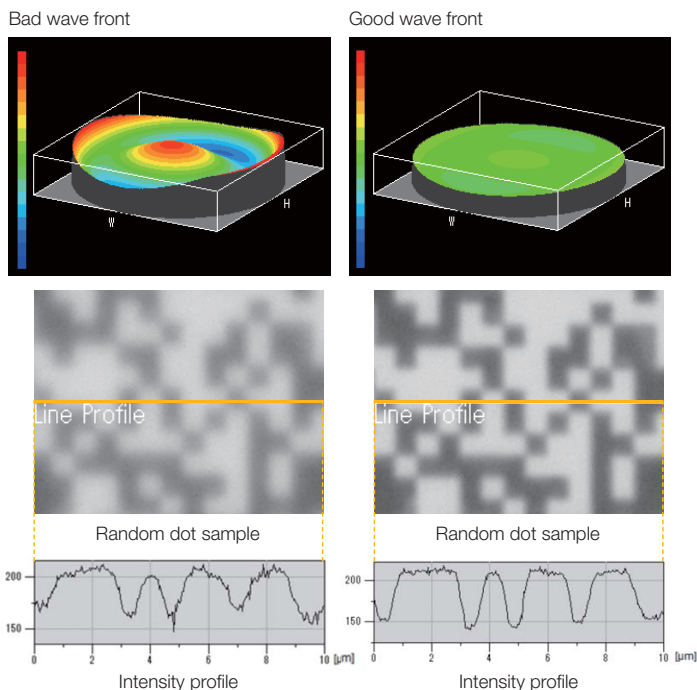 Bad wave front
Good wave front
W
H
W
H
Line Profile
Line Profile
Random dot sample
Random dot sample
200
150
0
2
4
6
8
10 [μm]
200
150
0
2
4
6
8
10 [μm]
Intensity profile
Intensity profile